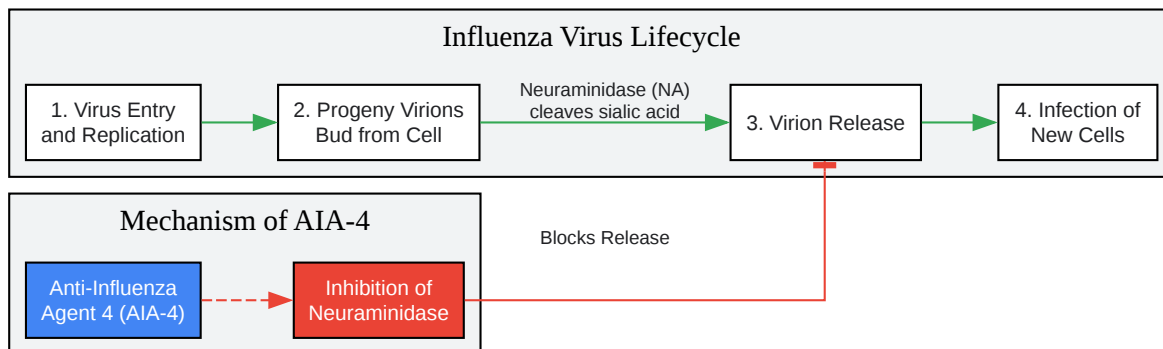 Influenza Virus Lifecycle
1. Virus Entry
and Replication
2. Progeny Virions
Bud from Cell
Neuraminidase (NA)
cleaves sialic acid
3. Virion Release
4. Infection of
New Cells
Mechanism of AIA-4
Anti-Influenza
Agent 4 (AIA-4)
Inhibition of
Neuraminidase
Blocks Release